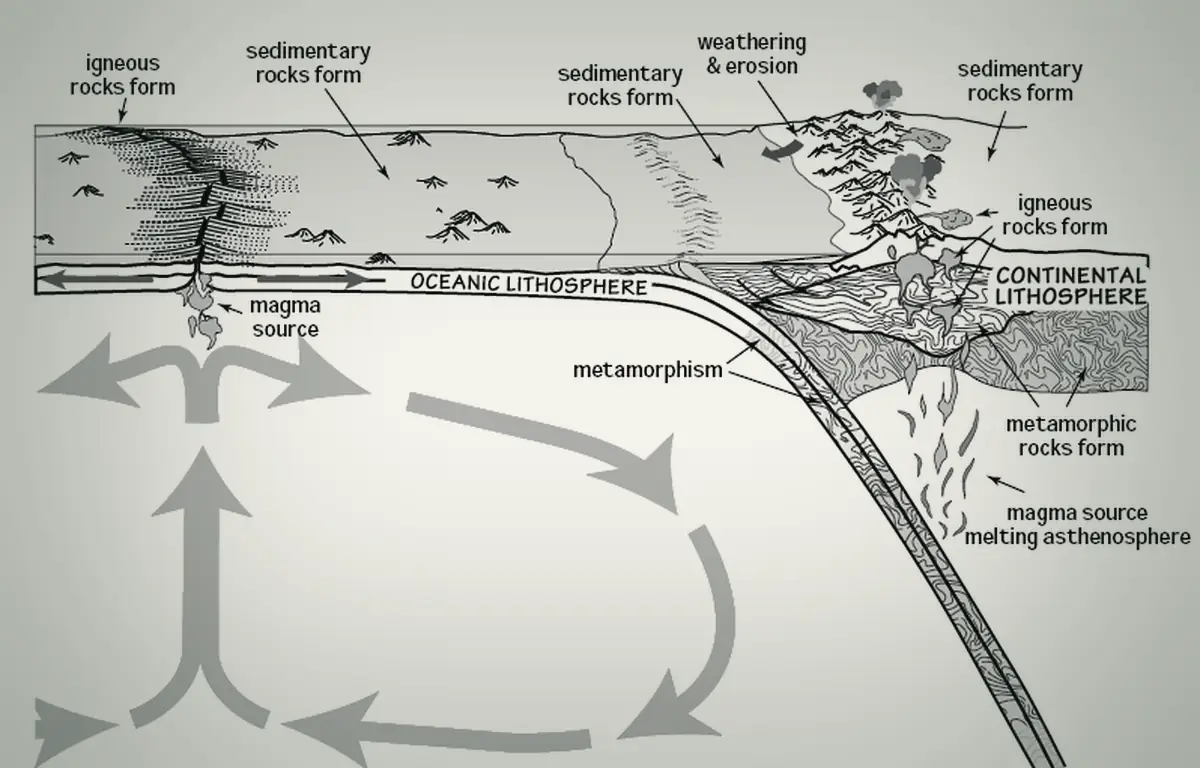 igneous
rocks form
sedimentary
rocks form
sedimentary
rocks form
weathering
& erosion
sedimentary
rocks form
igneous
rocks form
OCEANIC LITHOSPHERE
CONTINENTAL
LITHOSPHERE
magma
source
metamorphism
metamorphic
rocks form
magma source
melting asthenosphere